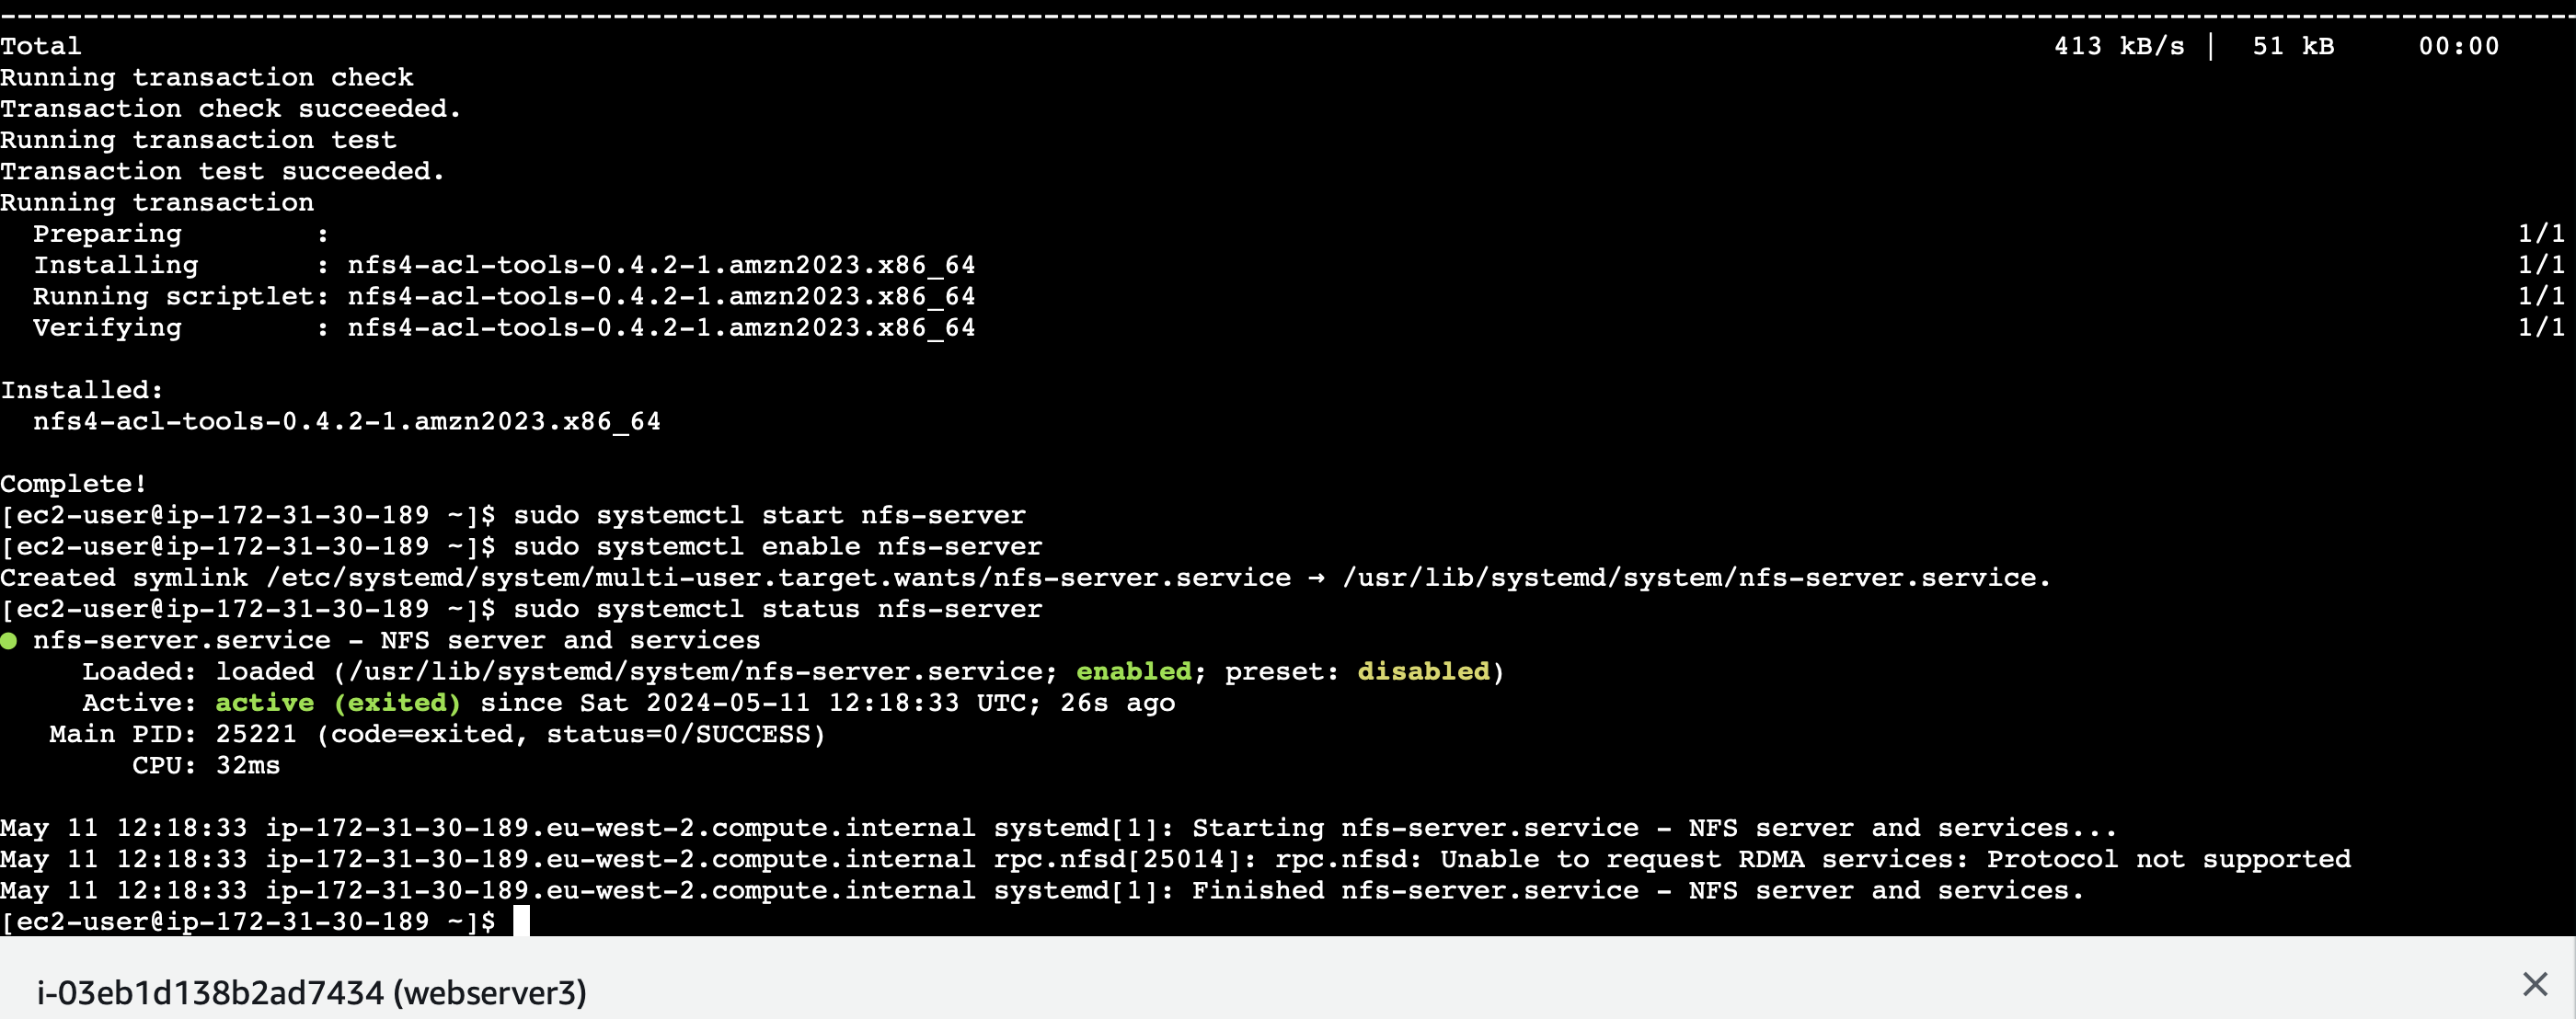 Total 413 kB/s | 51 kB 00:00
Running transaction check
Transaction check succeeded.
Running transaction test
Transaction test succeeded.
Running transaction
  Preparing        : 1/1
  Installing       : nfs4-acl-tools-0.4.2-1.amzn2023.x86_64 1/1
  Running scriptlet: nfs4-acl-tools-0.4.2-1.amzn2023.x86_64 1/1
  Verifying        : nfs4-acl-tools-0.4.2-1.amzn2023.x86_64 1/1
Installed:
  nfs4-acl-tools-0.4.2-1.amzn2023.x86_64
Complete!
[ec2-user@ip-172-31-30-189 ~]$ sudo systemctl start nfs-server
[ec2-user@ip-172-31-30-189 ~]$ sudo systemctl enable nfs-server
Created symlink /etc/systemd/system/multi-user.target.wants/nfs-server.service → /usr/lib/systemd/system/nfs-server.service.
[ec2-user@ip-172-31-30-189 ~]$ sudo systemctl status nfs-server
● nfs-server.service - NFS server and services
     Loaded: loaded (/usr/lib/systemd/system/nfs-server.service; enabled; preset: disabled)
     Active: active (exited) since Sat 2024-05-11 12:18:33 UTC; 26s ago
   Main PID: 25221 (code=exited, status=0/SUCCESS)
        CPU: 32ms
May 11 12:18:33 ip-172-31-30-189.eu-west-2.compute.internal systemd[1]: Starting nfs-server.service - NFS server and services...
May 11 12:18:33 ip-172-31-30-189.eu-west-2.compute.internal rpc.nfsd[25014]: rpc.nfsd: Unable to request RDMA services: Protocol not supported
May 11 12:18:33 ip-172-31-30-189.eu-west-2.compute.internal systemd[1]: Finished nfs-server.service - NFS server and services.
[ec2-user@ip-172-31-30-189 ~]$
i-03eb1d138b2ad7434 (webserver3)